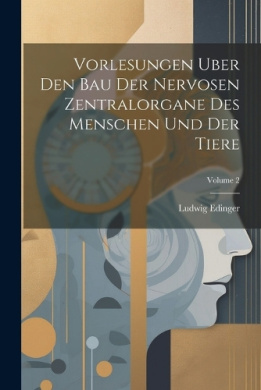 Vorlesungen Uber
Den Bau Der Nervosen
Zentralorgane Des
Menschen Und Der
Tiere
Volume 2
Ludwig Edinger